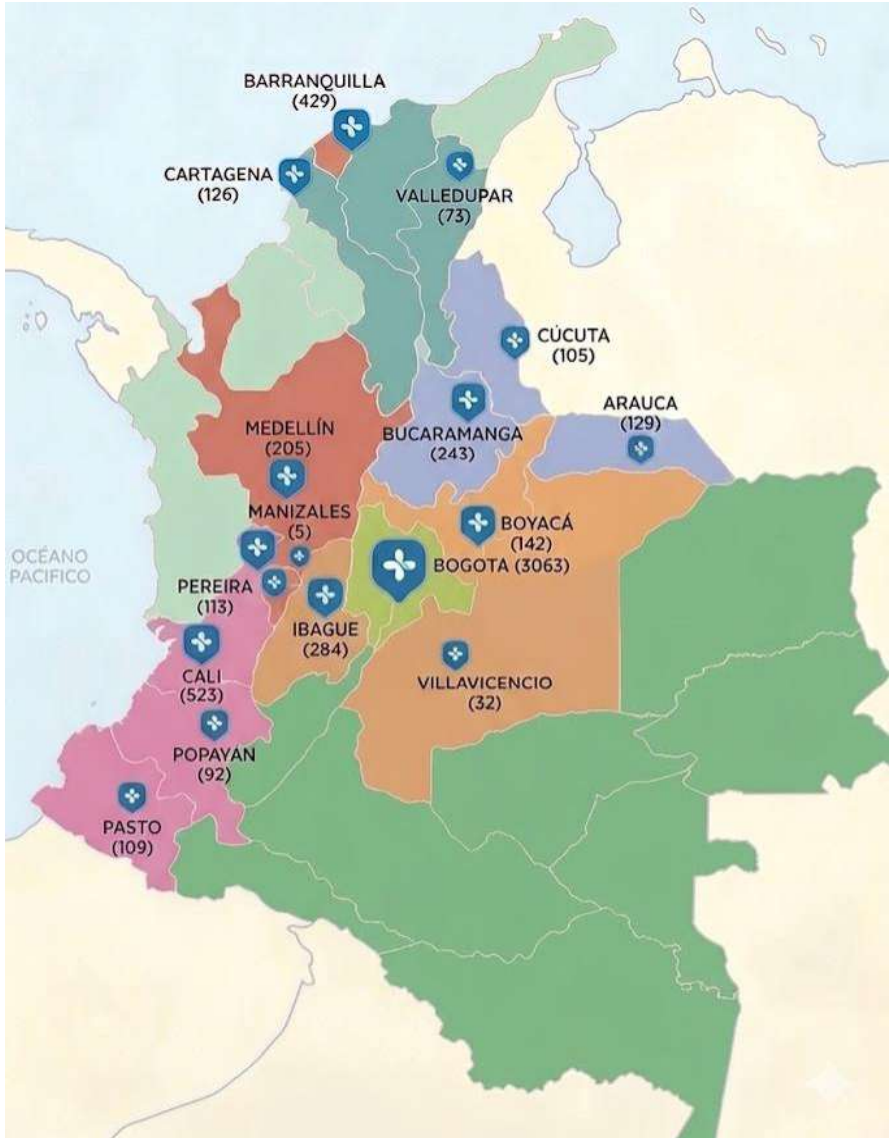 BARRANQUILLA
(429)
CARTAGENA
(126)
VALLEDUPAR
(73)
CÚCUTA
(105)
ARAUCA
(129)
BUCARAMANGA
(243)
MEDELLÍN
(205)
MANIZALES
(5)
BOYACÁ
(142)
BOGOTA (3063)
OCÉANO
PACIFICO
PEREIRA
(113)
IBAGUE
(284)
CALI
(523)
VILLAVICENCIO
(32)
POPAYÁN
(92)
PASTO
(109)